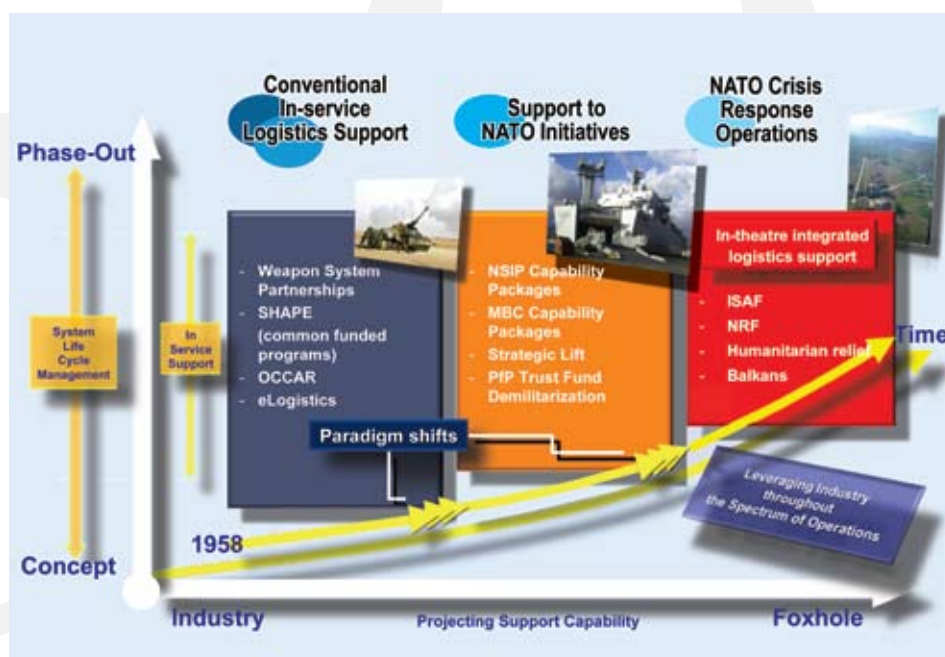 Conventional
In-service
Logistics Support
Support to
NATO Initiatives
NATO Crisis
Response
Operations
Phase-Out
System
Life
Cycle
Management
Concept
In
Service
Support
- Weapon System
Partnerships
- SHAPE
(common funded
programs)
- OCCAR
- eLogistics
- NSIP Capability
Packages
- MBC Capability
Packages
- Strategic Lift
- PfP Trust Fund
Demilitarization
In-theatre integrated
logistics support
- ISAF
- NRF
- Humanitarian relief
- Balkans
Time
Paradigm shifts
1958
Leveraging Industry
throughout
the Spectrum of Operations
Industry
Projecting Support Capability
Foxhole